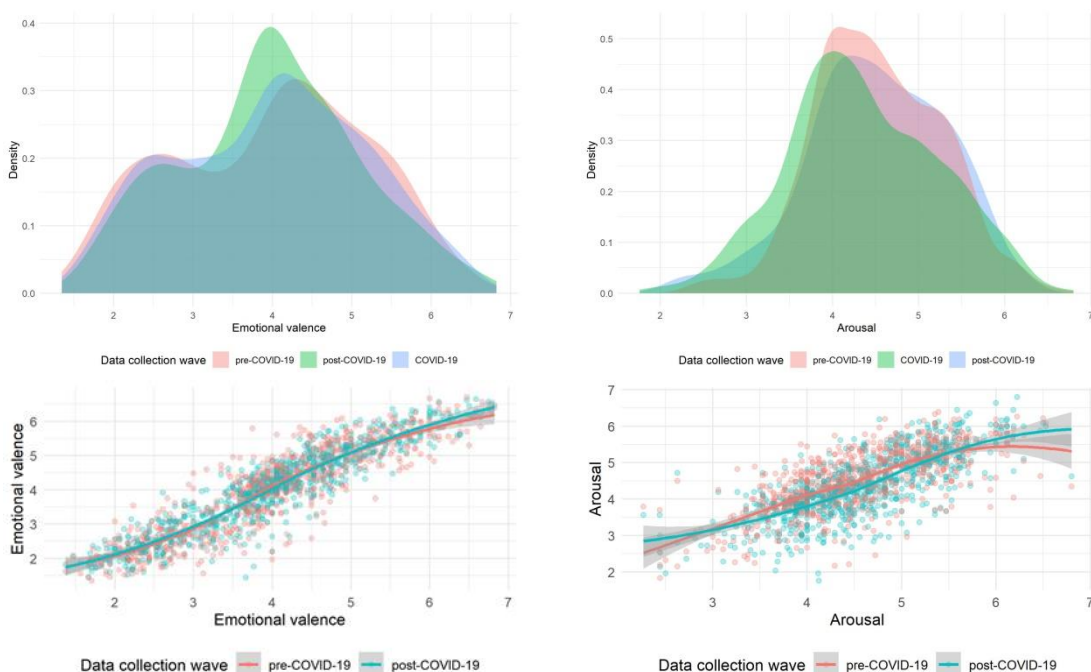 0.4
0.3
0.2
0.1
0.0
Density
2 3 4 5 6 7
Emotional valence
Data collection wave pre-COVID-19 post-COVID-19 COVID-19
0.5
0.4
0.3
0.2
0.1
0.0
Density
2 3 4 5 6 7
Arousal
Data collection wave pre-COVID-19 COVID-19 post-COVID-19
6
5
4
3
2
Emotional valence
2 3 4 5 6 7
Emotional valence
Data collection wave pre-COVID-19 post-COVID-19
7
6
5
4
3
2
Arousal
3 4 5 6 7
Arousal
Data collection wave pre-COVID-19 post-COVID-19